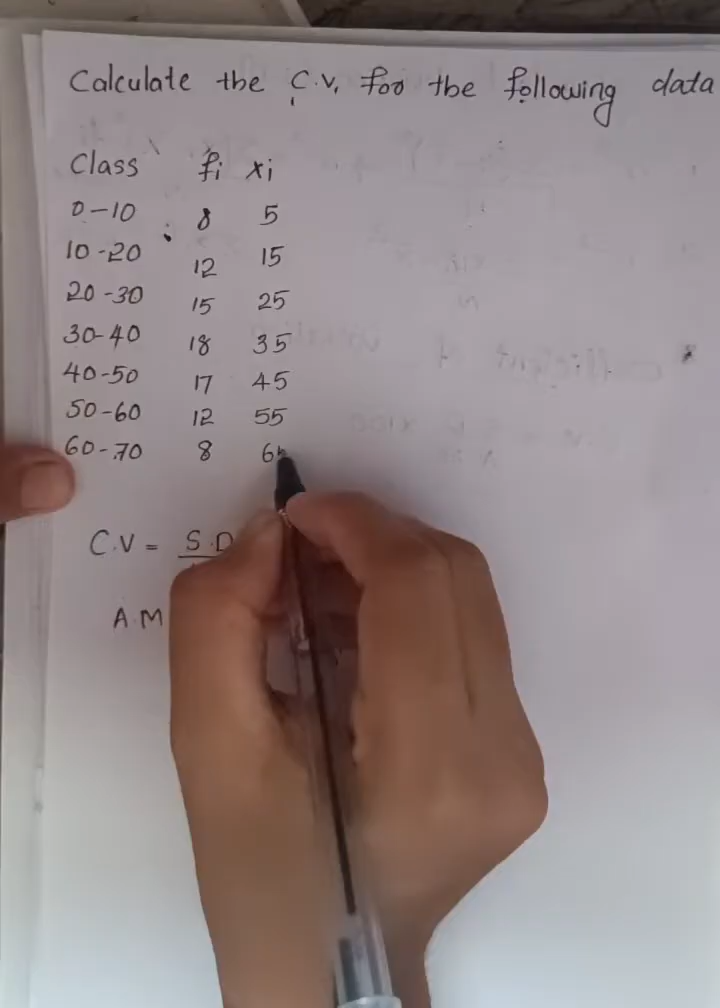 Calculate the C.V. for the following data
Class fi xi
0-10 8 5
10-20 12 15
20-30 15 25
30-40 18 35
40-50 17 45
50-60 12 55
60-70 8 65
C.V = S.D
A.M